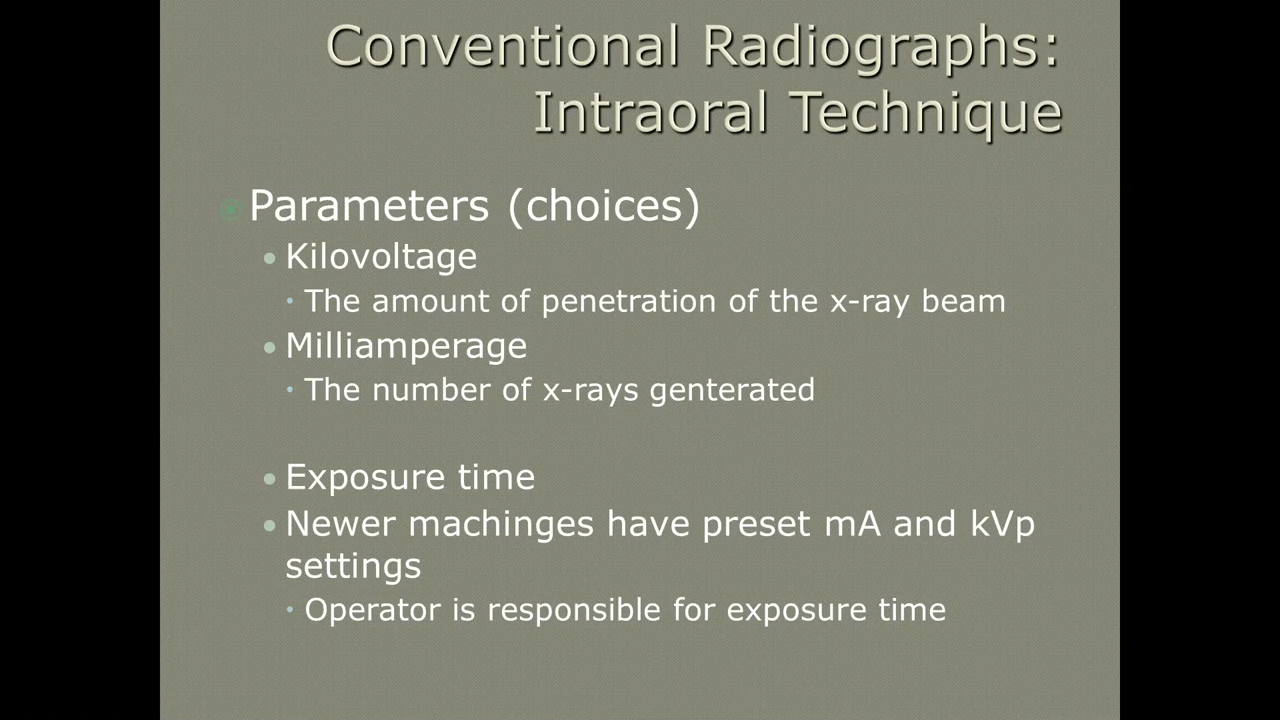 Conventional Radiographs:
Intraoral Technique
Parameters (choices)
Kilovoltage
The amount of penetration of the x-ray beam
Milliamperage
The number of x-rays genterated
Exposure time
Newer machinges have preset mA and kVp
settings
Operator is responsible for exposure time